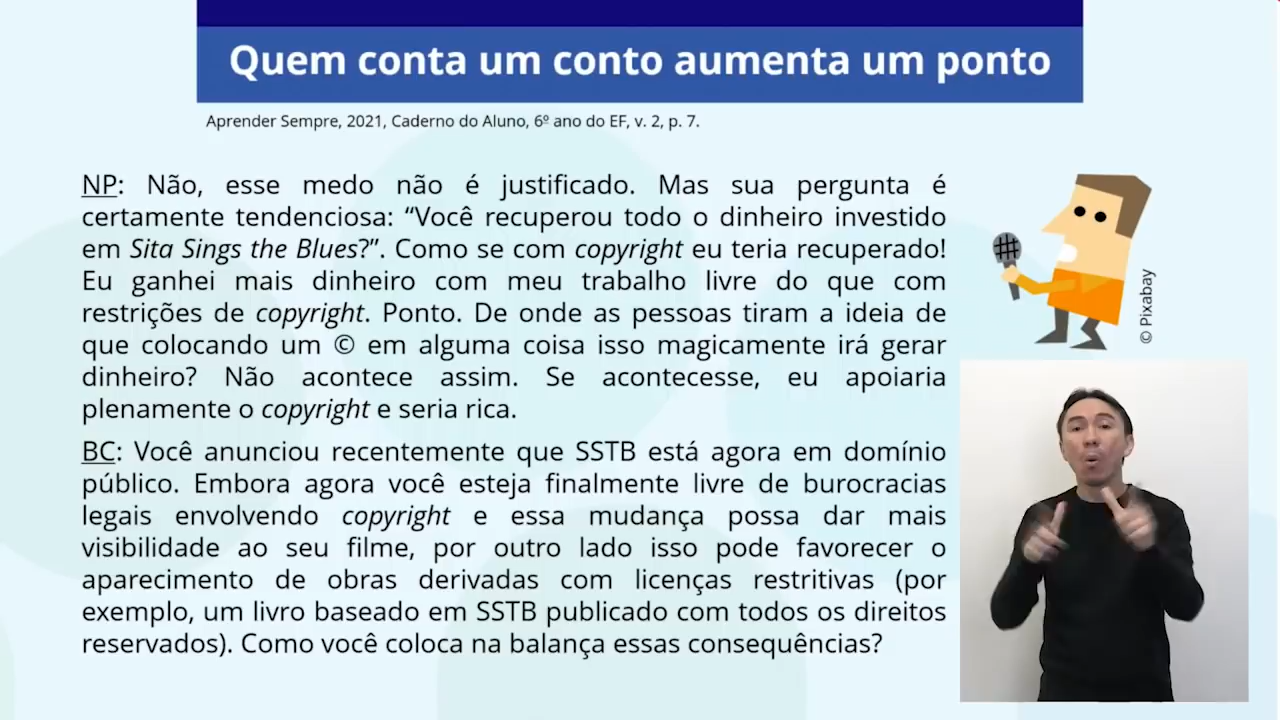 Quem conta um conto aumenta um ponto
Aprender Sempre, 2021, Caderno do Aluno, 6º ano do EF, v. 2, p. 7.
NP: Não, esse medo não é justificado. Mas sua pergunta é
certamente tendenciosa: “Você recuperou todo o dinheiro investido
em Sita Sings the Blues?”. Como se com copyright eu teria recuperado!
Eu ganhei mais dinheiro com meu trabalho livre do que com
restrições de copyright. Ponto. De onde as pessoas tiram a ideia de
que colocando um © em alguma coisa isso magicamente irá gerar
dinheiro? Não acontece assim. Se acontecesse, eu apoiaria
plenamente o copyright e seria rica.
BC: Você anunciou recentemente que SSTB está agora em domínio
público. Embora agora você esteja finalmente livre de burocracias
legais envolvendo copyright e essa mudança possa dar mais
visibilidade ao seu filme, por outro lado isso pode favorecer o
aparecimento de obras derivadas com licenças restritivas (por
exemplo, um livro baseado em SSTB publicado com todos os direitos
reservados). Como você coloca na balança essas consequências?
© Pixabay